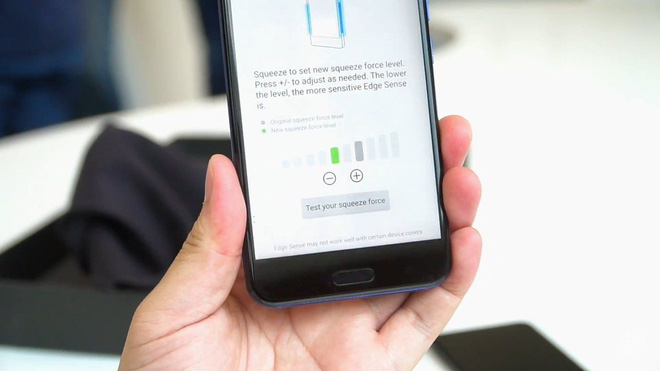 Squeeze to set new squeeze force level.
Press +/- to adjust as needed. The lower
the level, the more sensitive Edge Sense
is.
Original squeeze force level
New squeeze force level
Test your squeeze force
Edge Sense may not work well with certain device covers